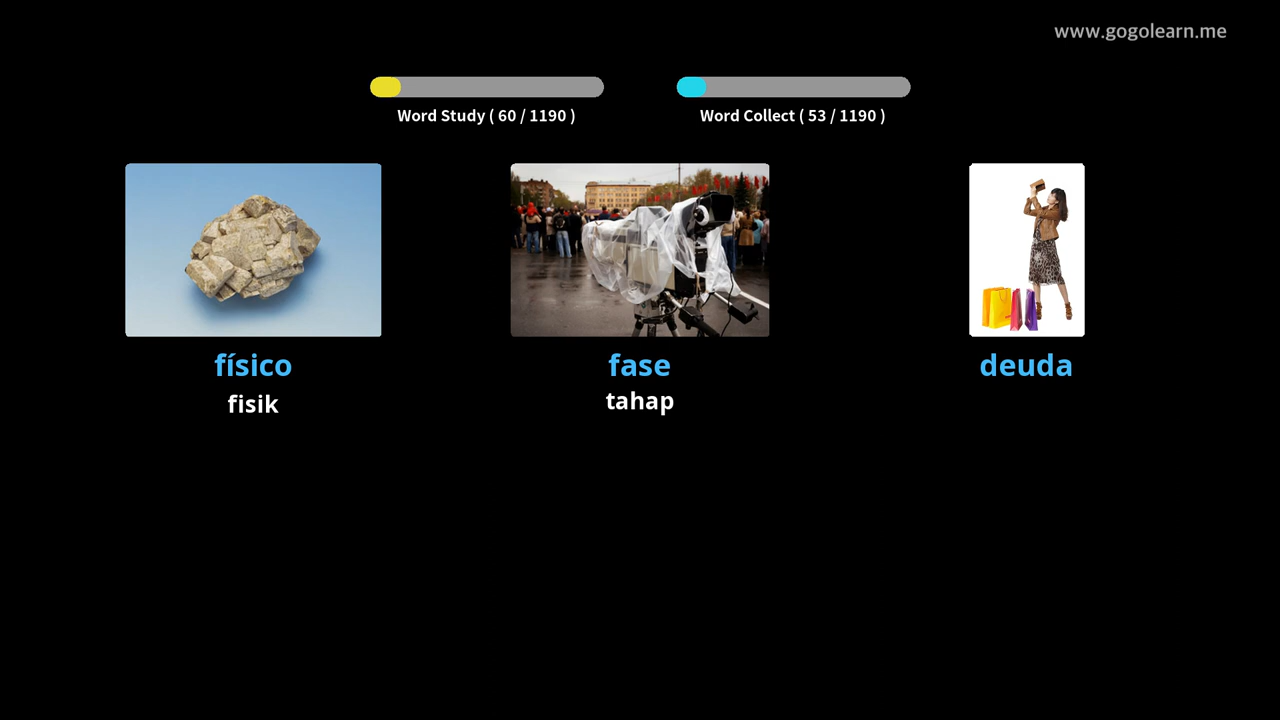 www.gogolearn.me
Word Study ( 60 / 1190 )
Word Collect ( 53 / 1190 )
físico
fase
deuda
fisik
tahap